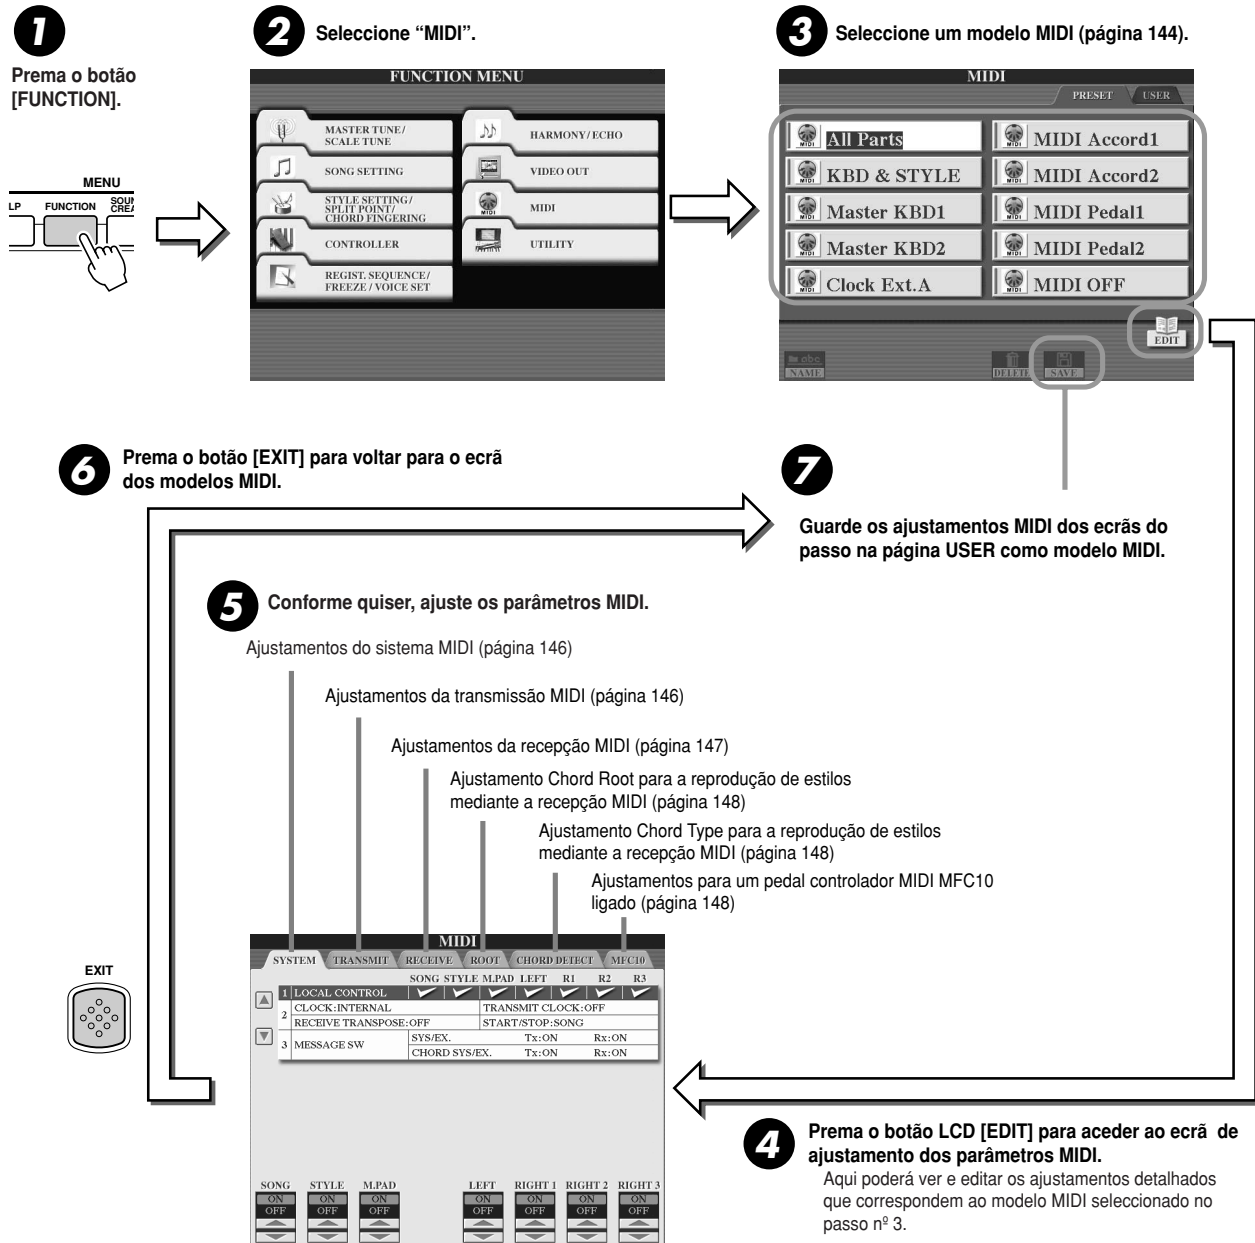 1
Prema o botão
[FUNCTION].
MENU
LP
FUNCTION
SOUN
CREA
2
Seleccione “MIDI”.
FUNCTION MENU
MASTER TUNE/
SCALE TUNE
SONG SETTING
STYLE SETTING/
SPLIT POINT/
CHORD FINGERING
CONTROLLER
REGIST. SEQUENCE/
FREEZE / VOICE SET
HARMONY/ECHO
VIDEO OUT
MIDI
UTILITY
3
Seleccione um modelo MIDI (página 144).
MIDI
PRESET USER
All Parts
KBD & STYLE
Master KBD1
Master KBD2
Clock Ext.A
MIDI Accord1
MIDI Accord2
MIDI Pedal1
MIDI Pedal2
MIDI OFF
EDIT
abc
NAME
DELETE
SAVE
6
Prema o botão [EXIT] para voltar para o ecrã
dos modelos MIDI.
7
Guarde os ajustamentos MIDI dos ecrãs do
passo na página USER como modelo MIDI.
5
Conforme quiser, ajuste os parâmetros MIDI.
Ajustamentos do sistema MIDI (página 146)
Ajustamentos da transmissão MIDI (página 146)
Ajustamentos da recepção MIDI (página 147)
Ajustamento Chord Root para a reprodução de estilos
mediante a recepção MIDI (página 148)
Ajustamento Chord Type para a reprodução de estilos
mediante a recepção MIDI (página 148)
Ajustamentos para um pedal controlador MIDI MFC10
ligado (página 148)
EXIT
MIDI
SYSTEM TRANSMIT RECEIVE ROOT CHORD DETECT MFC10
SONG STYLE M.PAD LEFT R1 R2 R3
1 LOCAL CONTROL
2 CLOCK:INTERNAL TRANSMIT CLOCK:OFF
RECEIVE TRANSPOSE:OFF START/STOP:SONG
3 MESSAGE SW SYS/EX. Tx:ON Rx:ON
CHORD SYS/EX. Tx:ON Rx:ON
SONG STYLE M.PAD LEFT RIGHT 1 RIGHT 2 RIGHT 3
ON ON ON ON ON ON ON
OFF OFF OFF OFF OFF OFF OFF
4
Prema o botão LCD [EDIT] para aceder ao ecrã de
ajustamento dos parâmetros MIDI.
Aqui poderá ver e editar os ajustamentos detalhados
que correspondem ao modelo MIDI seleccionado no
passo nº 3.